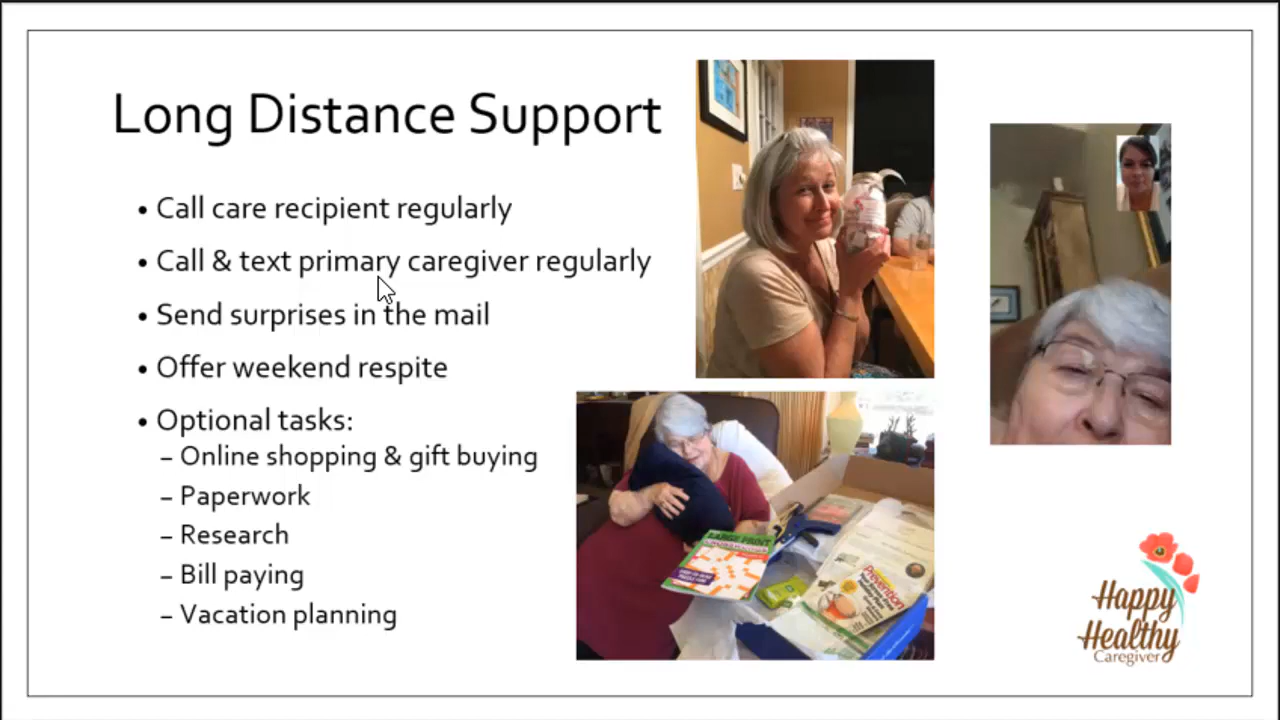 Long Distance Support
• Call care recipient regularly
• Call & text primary caregiver regularly
• Send surprises in the mail
• Offer weekend respite
• Optional tasks:
– Online shopping & gift buying
– Paperwork
– Research
– Bill paying
– Vacation planning
LARGE PRINT
Prevention
Happy
Healthy
Caregiver